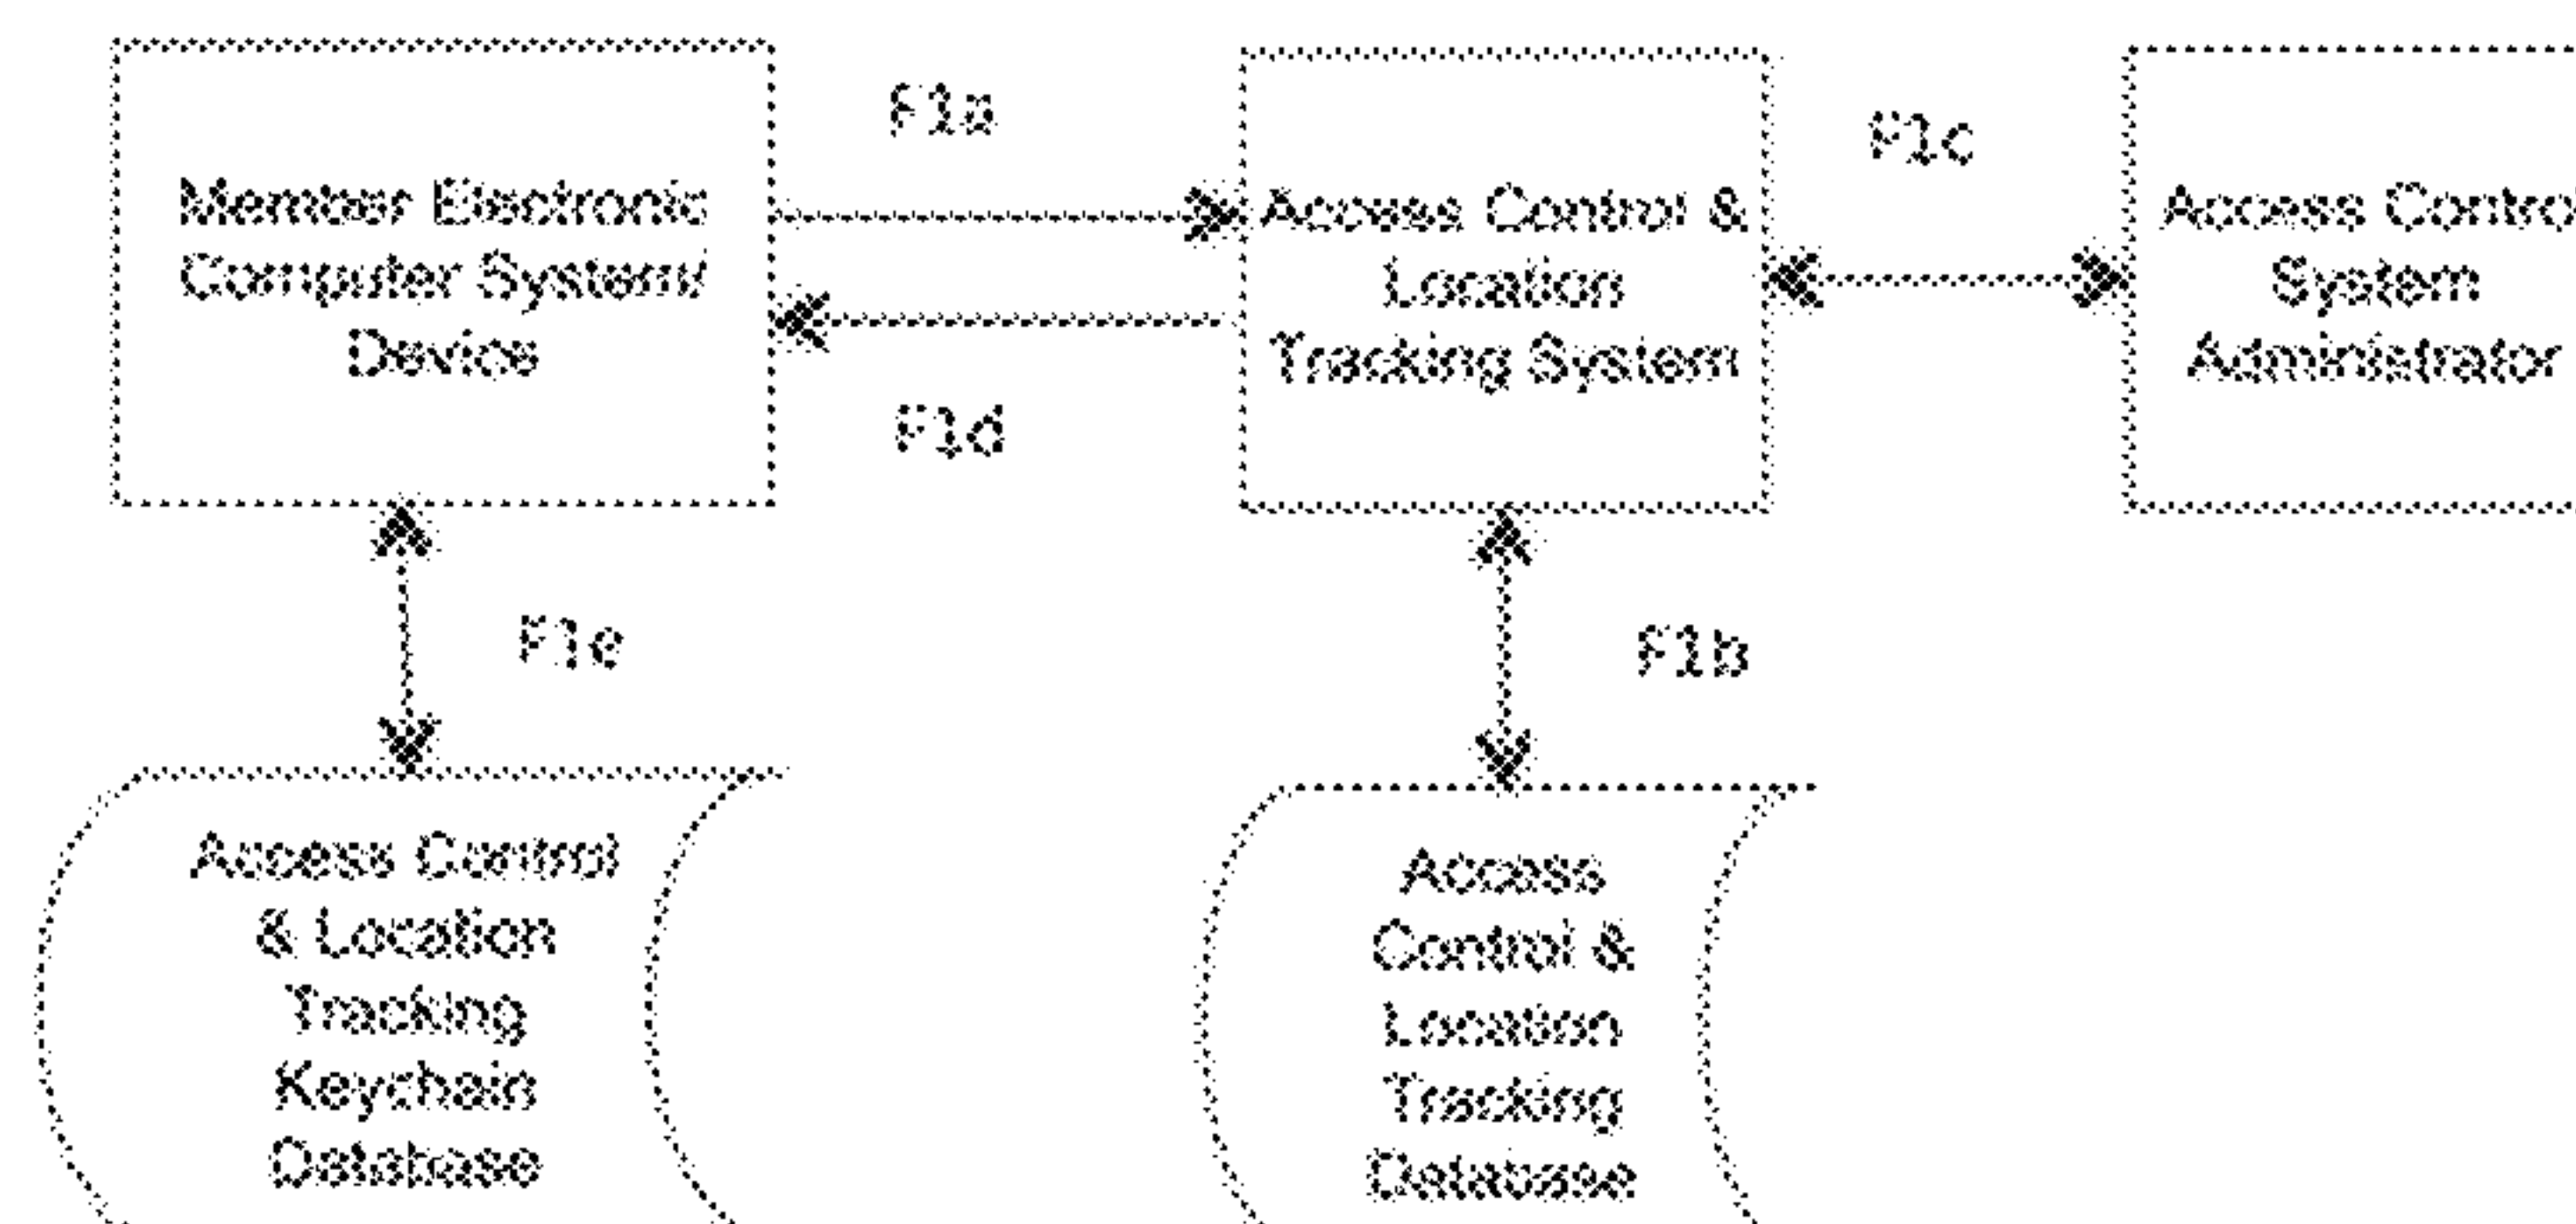 Member Electronic
Computer System/
Device
F1a
F1d
Access Control &
Location
Tracking System
F1c
Access Control
System
Administrator
F1e
F1b
Access Control
& Location
Tracking
Keychain
Database
Access
Control &
Location
Tracking
Database